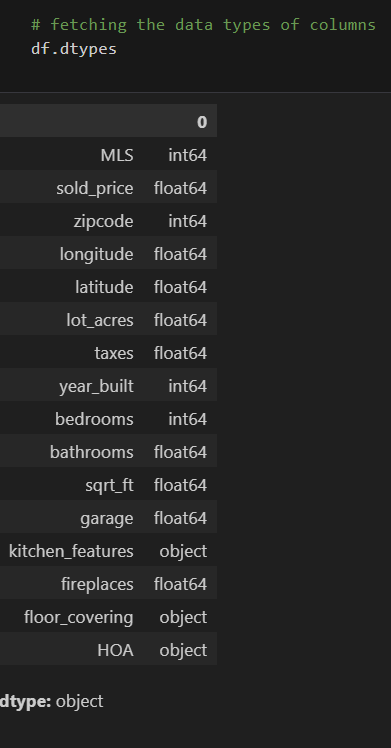 # fetching the data types of columns
df.dtypes
0
MLS int64
sold_price float64
zipcode int64
longitude float64
latitude float64
lot_acres float64
taxes float64
year_built int64
bedrooms int64
bathrooms float64
sqrt_ft float64
garage float64
kitchen_features object
fireplaces float64
floor_covering object
HOA object
dtype: object